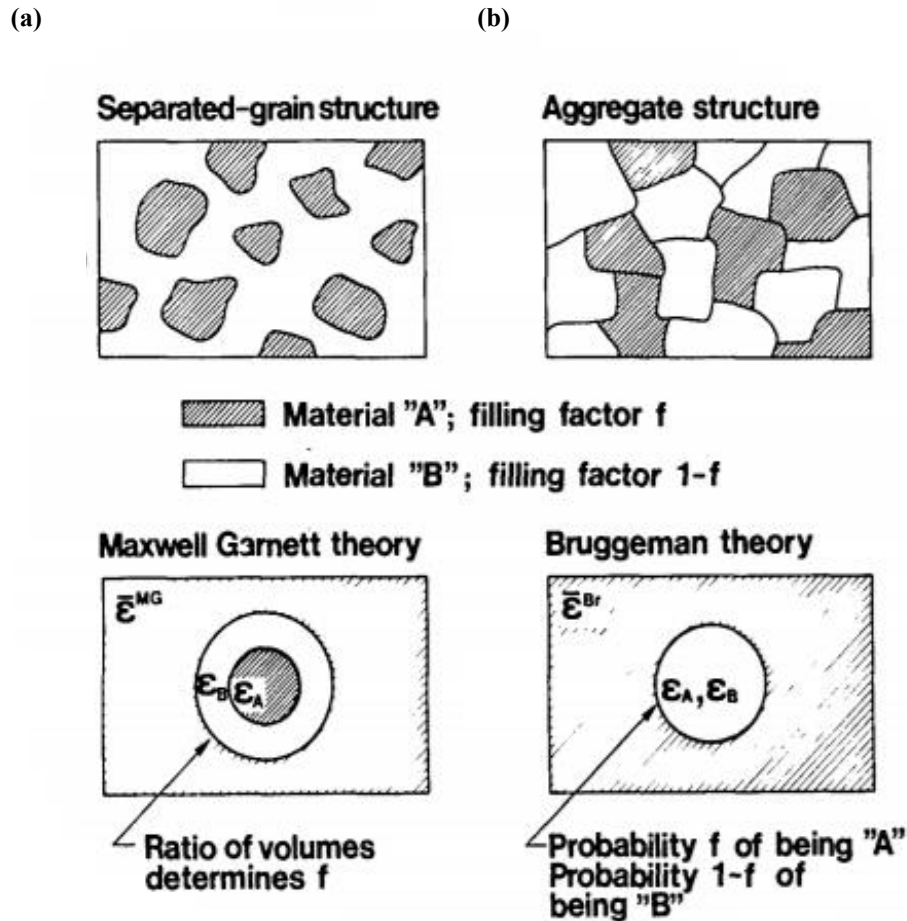 (a) (b)
Separated-grain structure
Aggregate structure
Material "A"; filling factor f
Material "B"; filling factor 1-f
Maxwell Garnett theory
Bruggeman theory
ε̄ᴹᴳ
ε_B ε_A
Ratio of volumes
determines f
ε̄ᴮʳ
ε_A, ε_B
Probability f of being "A"
Probability 1-f of
being "B"